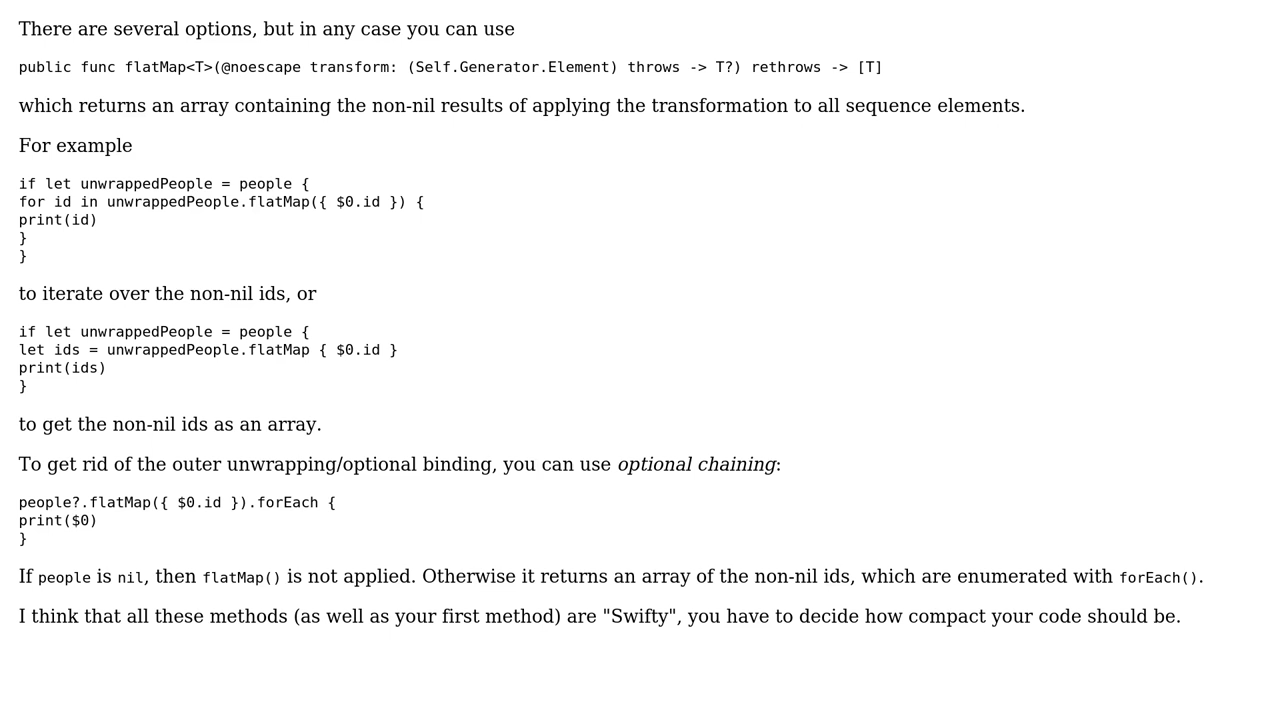 There are several options, but in any case you can use
public func flatMap<T>(@noescape transform: (Self.Generator.Element) throws -> T?) rethrows -> [T]
which returns an array containing the non-nil results of applying the transformation to all sequence elements.
For example
if let unwrappedPeople = people {
for id in unwrappedPeople.flatMap({ $0.id }) {
print(id)
}
}
to iterate over the non-nil ids, or
if let unwrappedPeople = people {
let ids = unwrappedPeople.flatMap { $0.id }
print(ids)
}
to get the non-nil ids as an array.
To get rid of the outer unwrapping/optional binding, you can use optional chaining:
people?.flatMap({ $0.id }).forEach {
print($0)
}
If people is nil, then flatMap() is not applied. Otherwise it returns an array of the non-nil ids, which are enumerated with forEach().
I think that all these methods (as well as your first method) are "Swifty", you have to decide how compact your code should be.